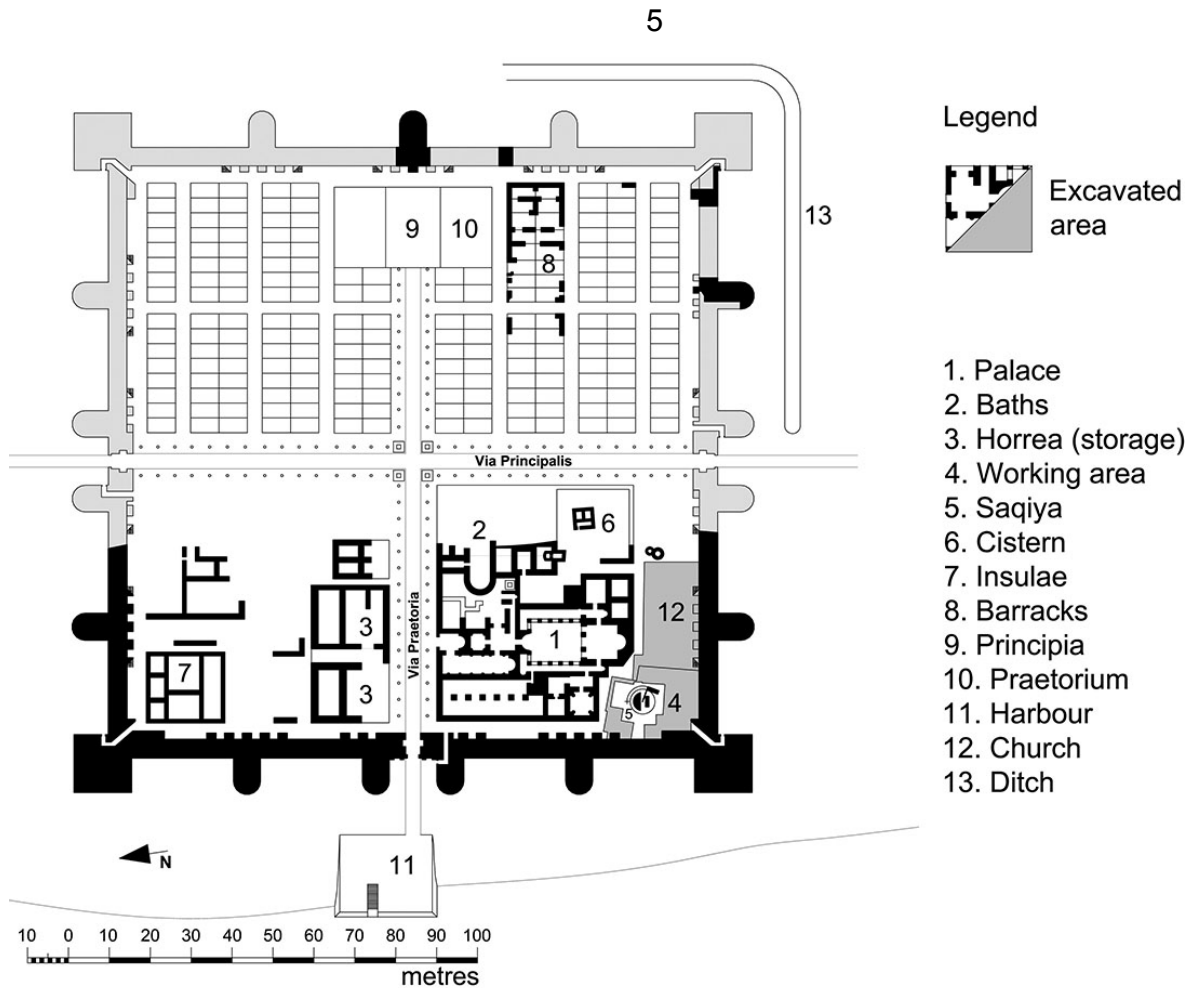 5
Legend
Excavated
area
13
9
10
8
1. Palace
2. Baths
3. Horrea (storage)
4. Working area
5. Saqiya
6. Cistern
7. Insulae
8. Barracks
9. Principia
10. Praetorium
11. Harbour
12. Church
13. Ditch
Via Principalis
2
6
Via Praetoria
12
3
1
7
3
4
5
11
N
10 0 10 20 30 40 50 60 70 80 90 100
metres